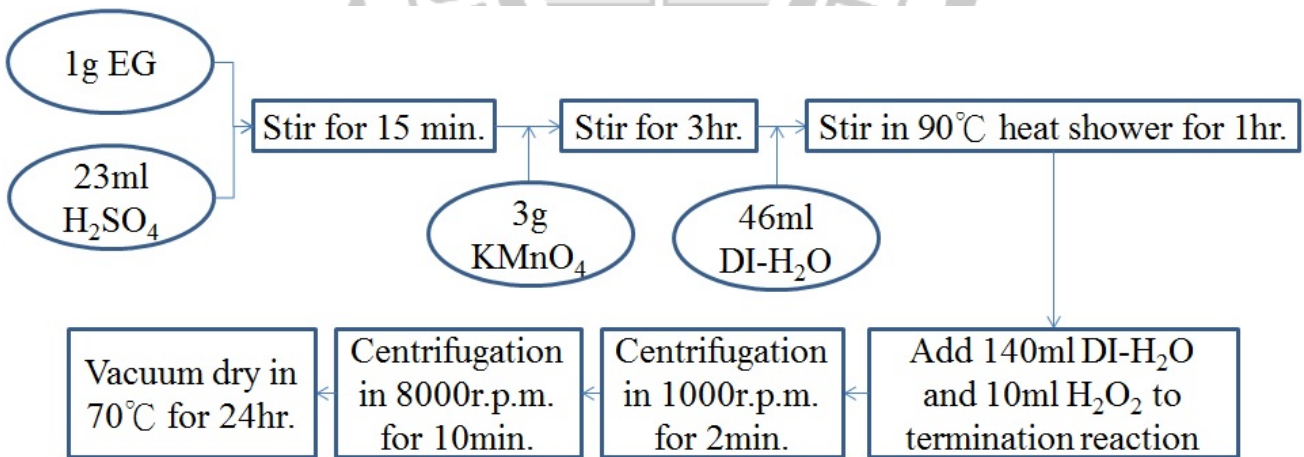 1g EG
23ml
H₂SO₄
Stir for 15 min.
3g
KMnO₄
Stir for 3hr.
46ml
DI-H₂O
Stir in 90℃ heat shower for 1hr.
Add 140ml DI-H₂O
and 10ml H₂O₂ to
termination reaction
Centrifugation
in 1000r.p.m.
for 2min.
Centrifugation
in 8000r.p.m.
for 10min.
Vacuum dry in
70℃ for 24hr.